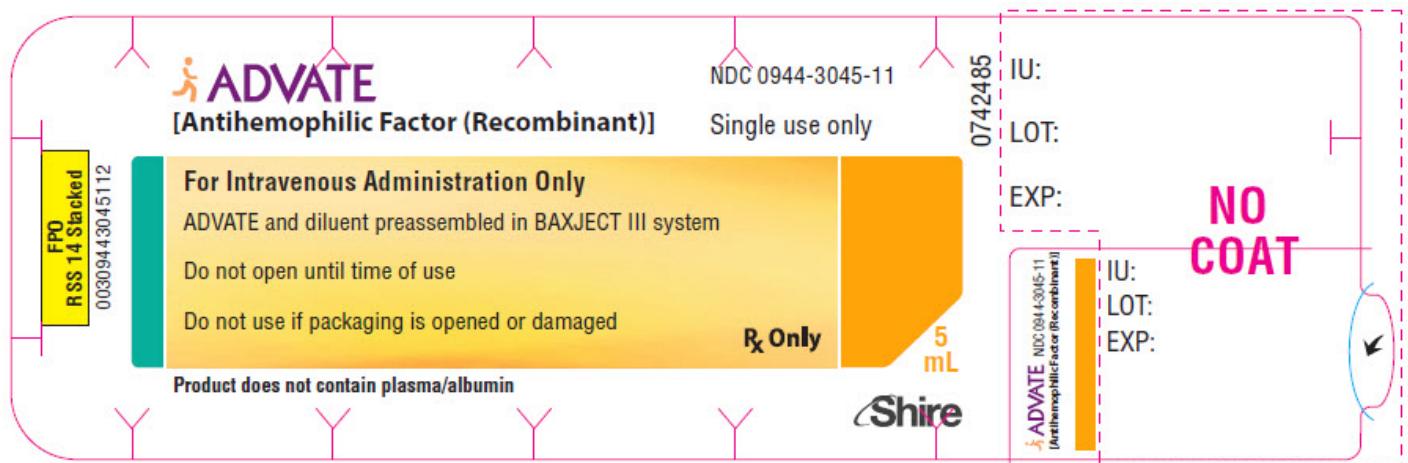 ADVATE
[Antihemophilic Factor (Recombinant)]
NDC 0944-3045-11
Single use only
For Intravenous Administration Only
ADVATE and diluent preassembled in BAXJECT III system
Do not open until time of use
Do not use if packaging is opened or damaged
Rx Only
5
mL
Product does not contain plasma/albumin
Shire
FPO
RSS 14 Stacked
00309443045112
0742485
IU:
LOT:
EXP:
NO
COAT
ADVATE NDC 0944-3045-11
[Antihemophilic Factor (Recombinant)]
IU:
LOT:
EXP: